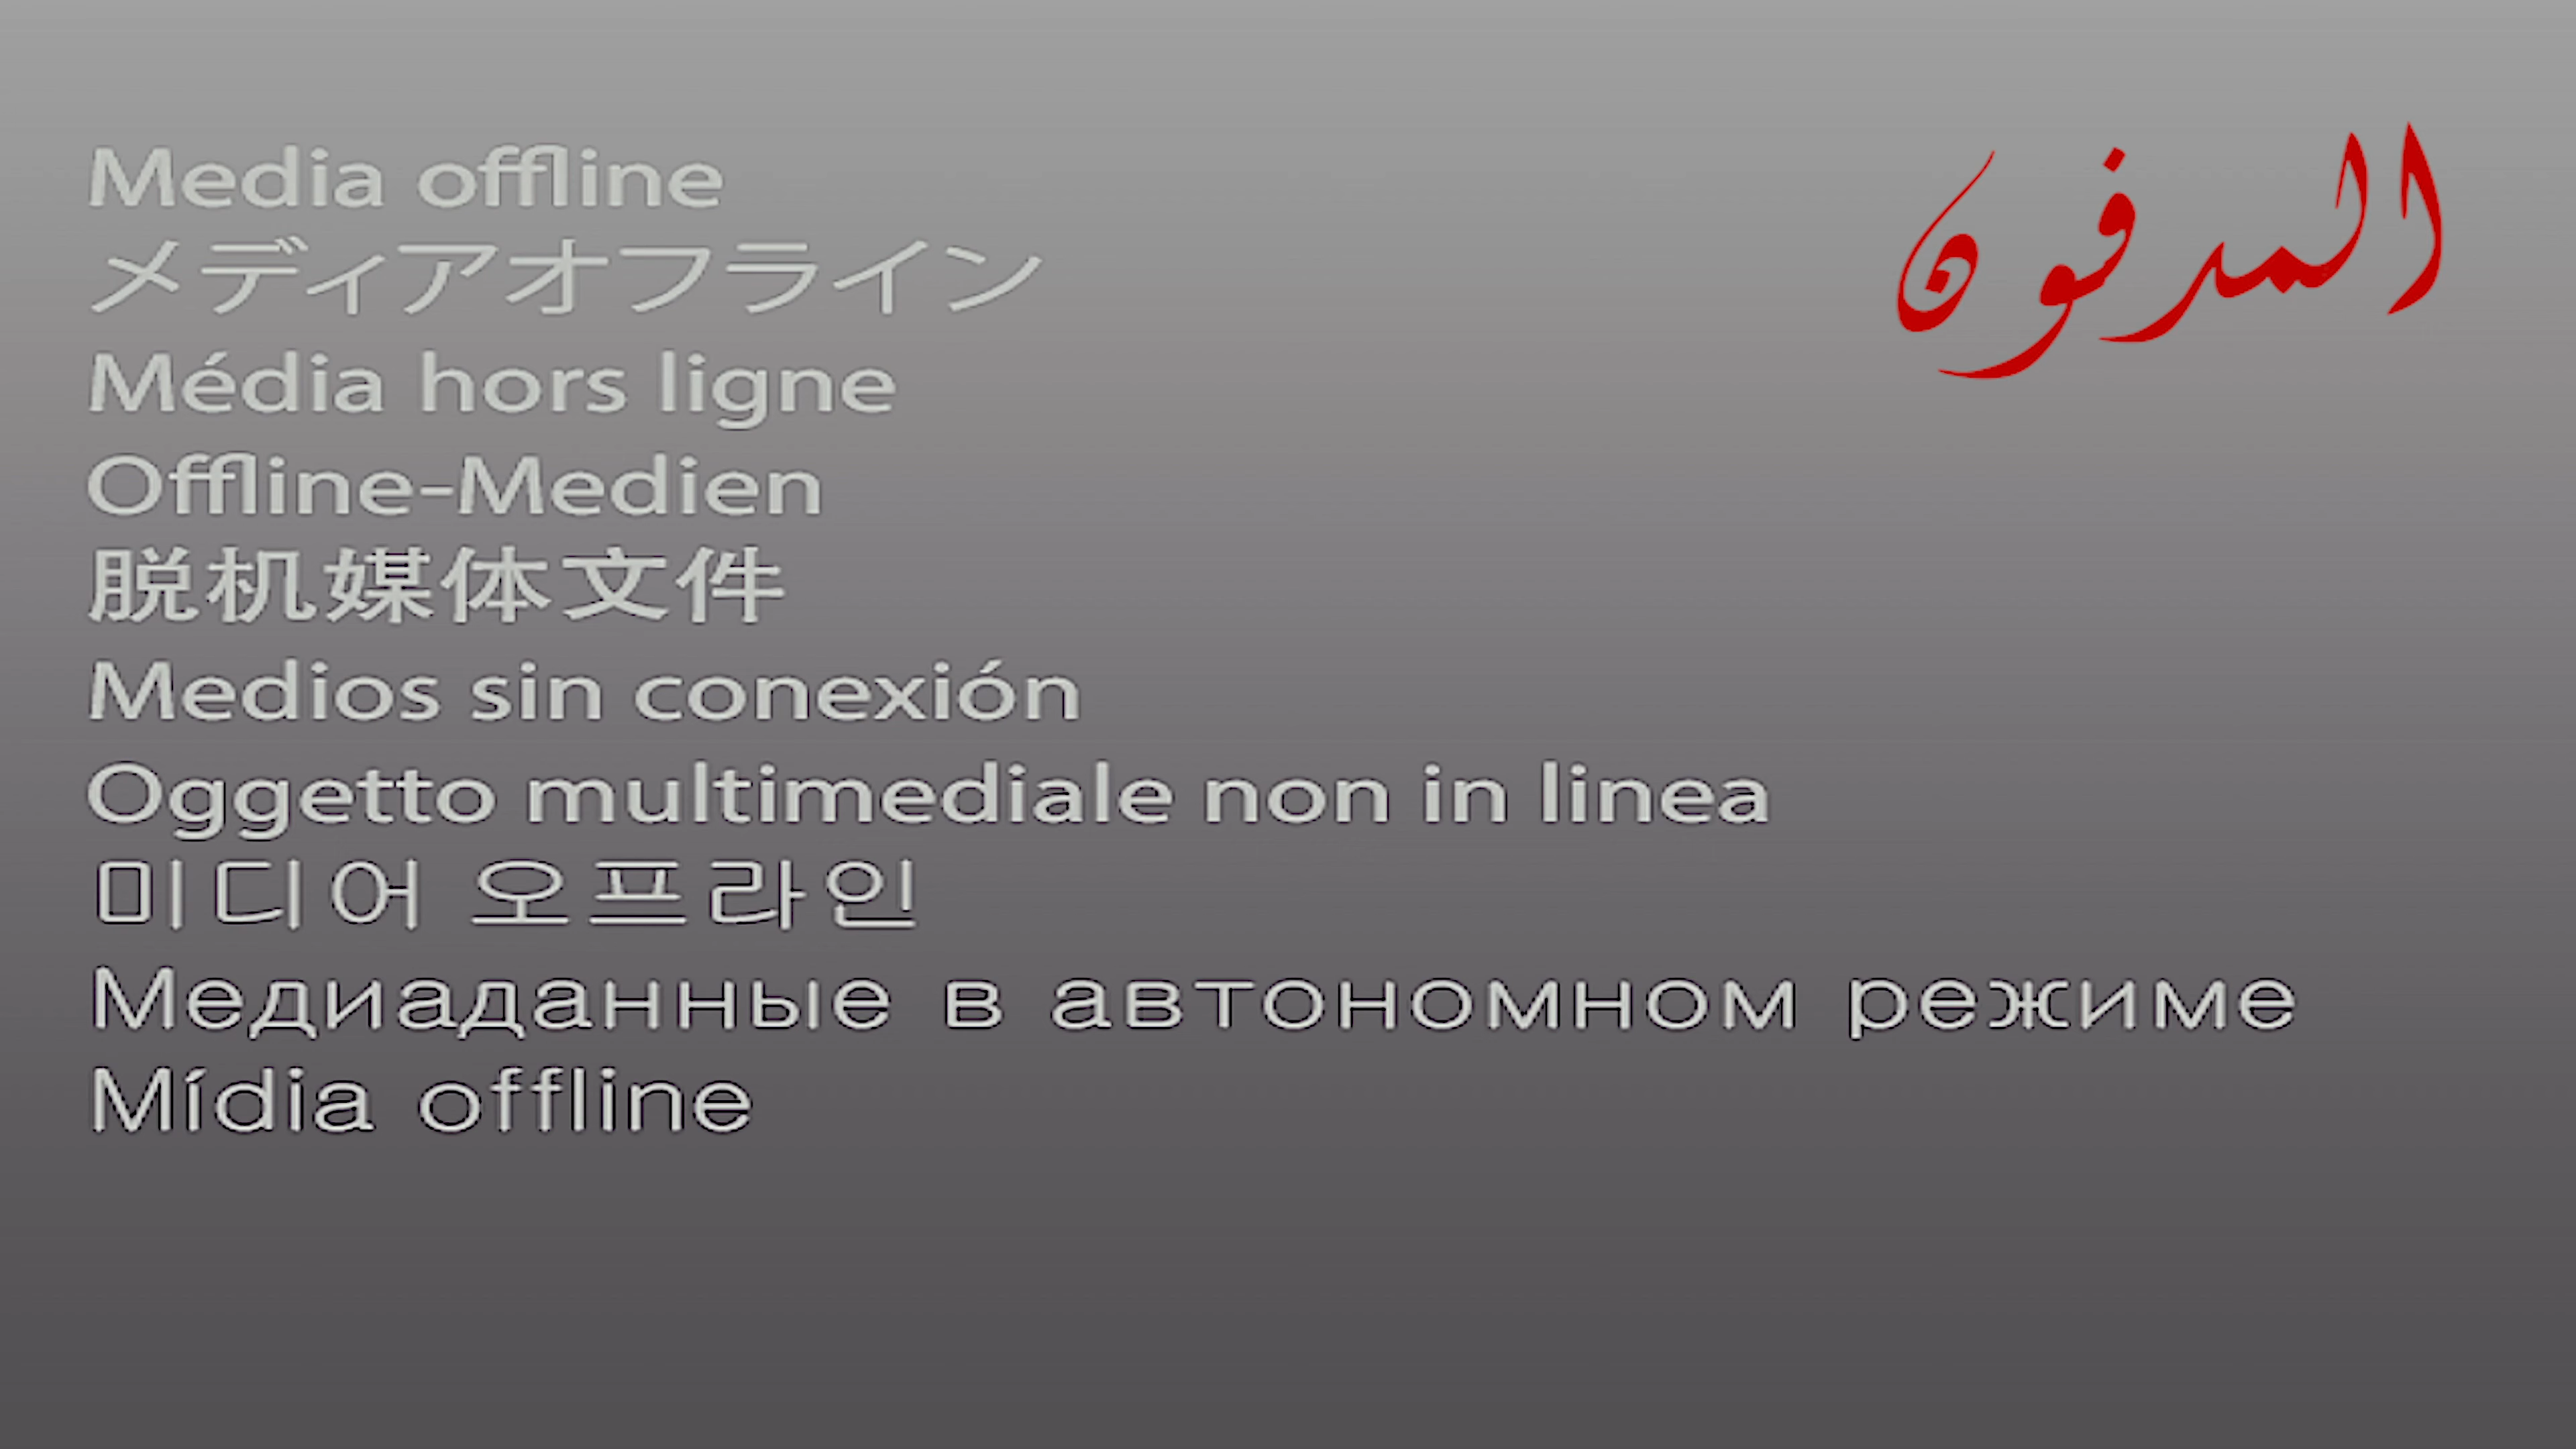 Media offline
メディアオフライン
Média hors ligne
Offline-Medien
脱机媒体文件
Medios sin conexión
Oggetto multimediale non in linea
미디어 오프라인
Медиаданные в автономном режиме
Mídia offline
المدفون